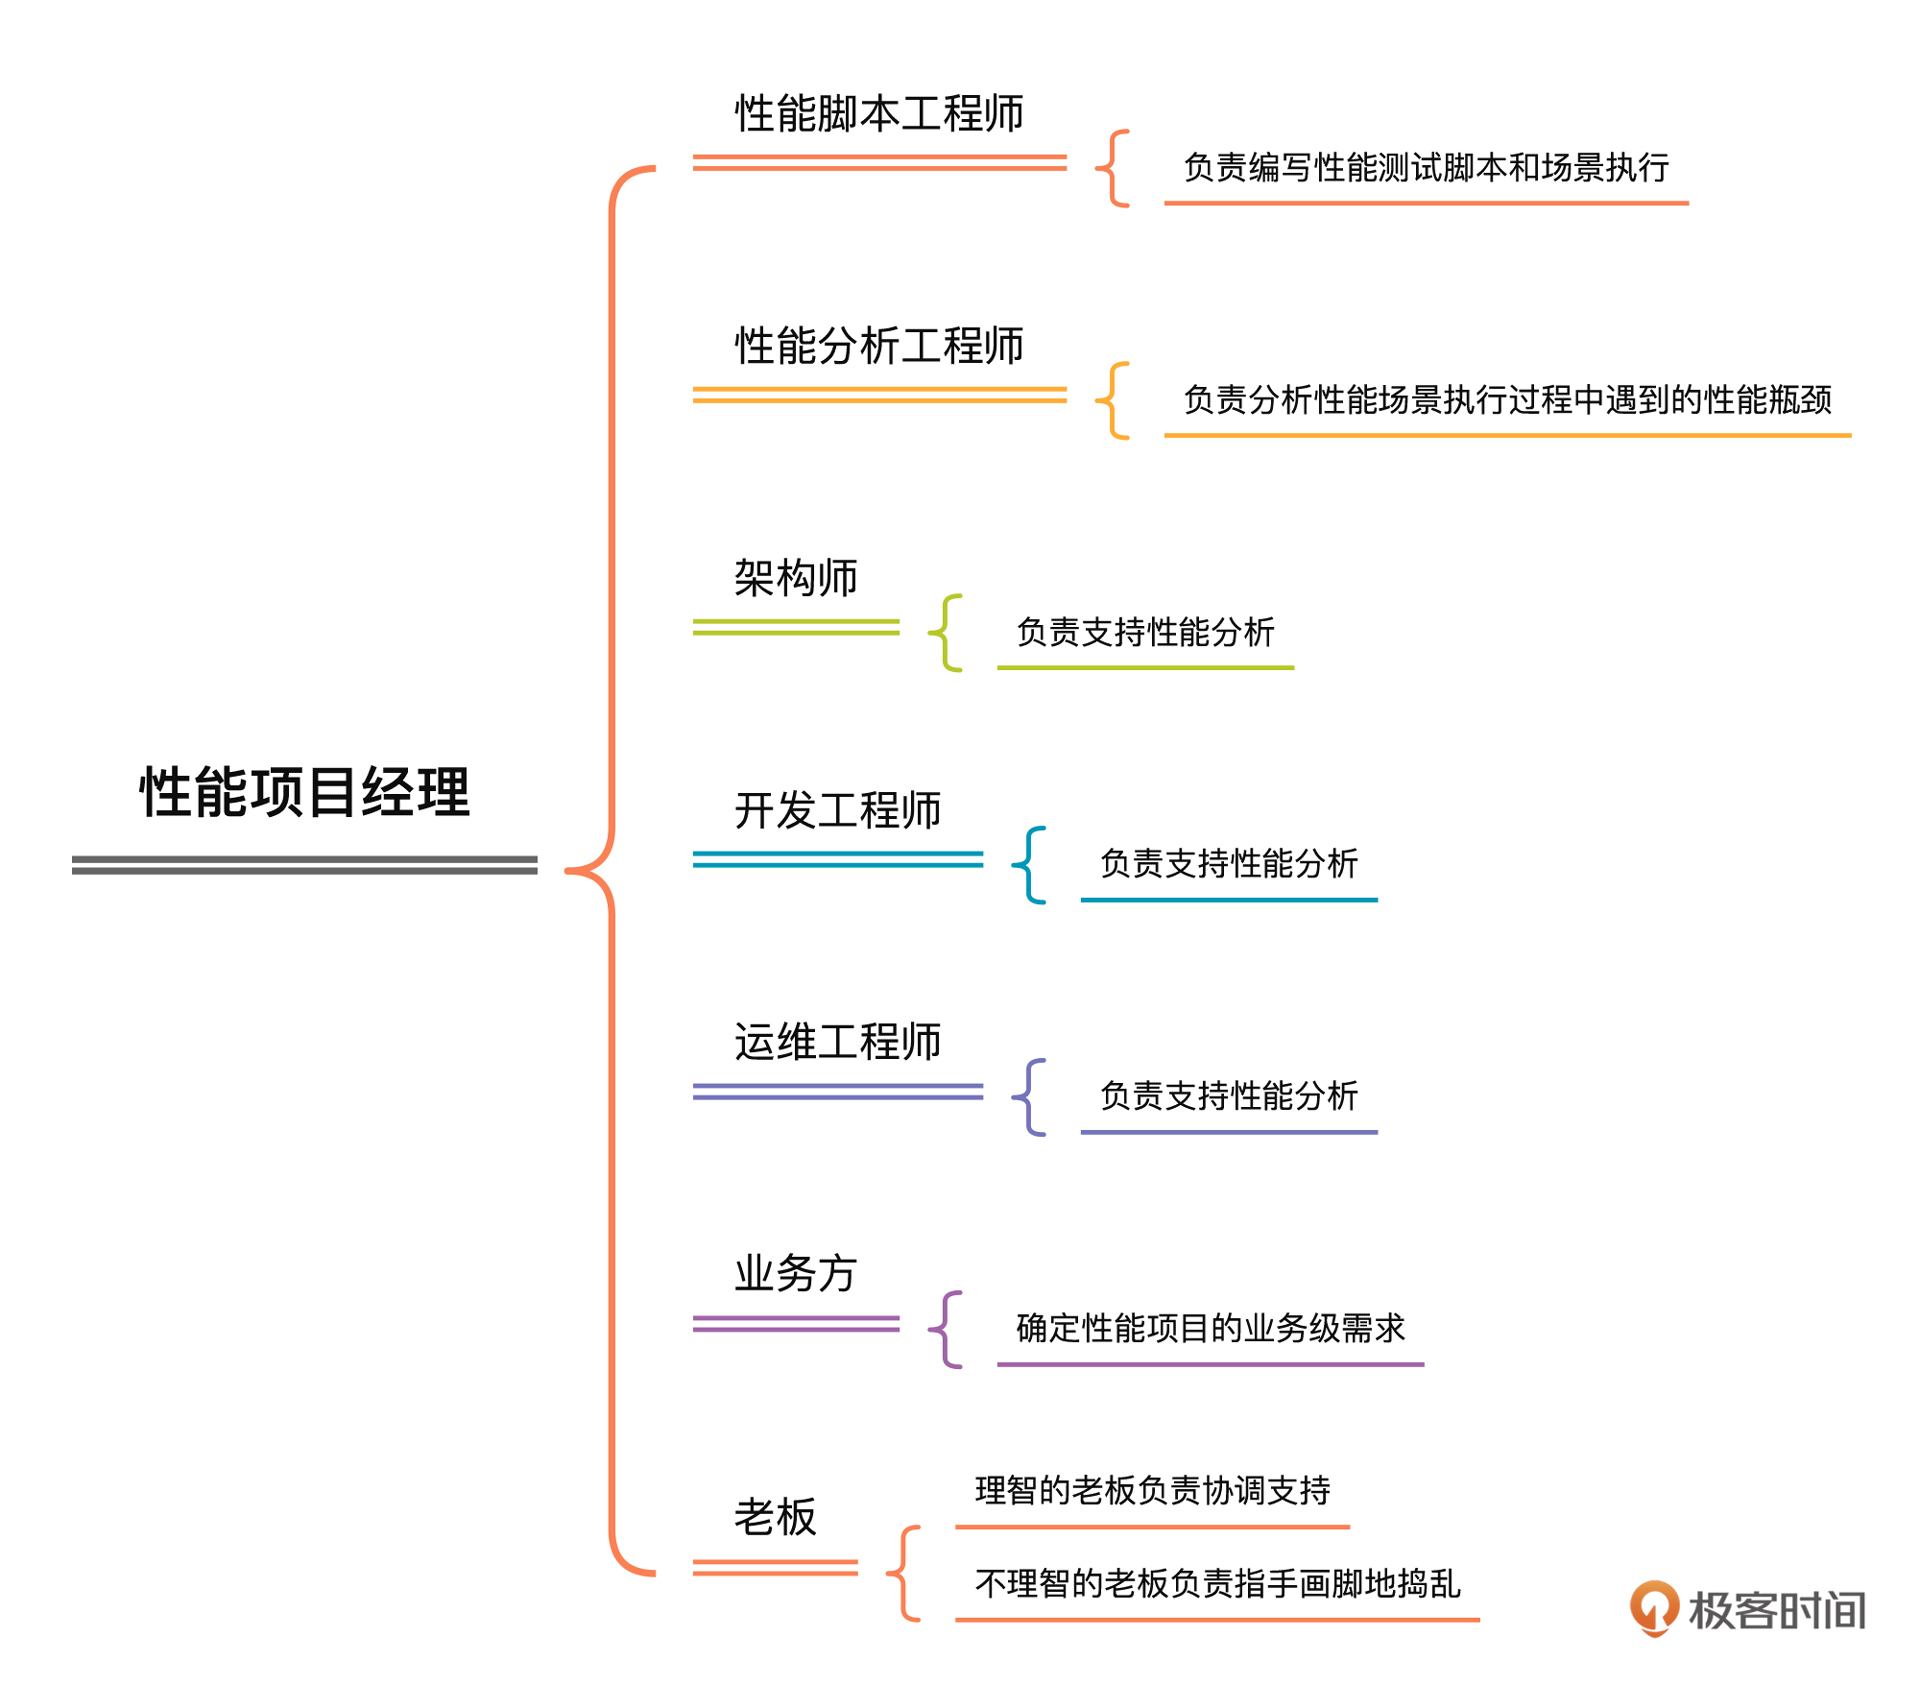 性能项目经理
性能脚本工程师
负责编写性能测试脚本和场景执行
性能分析工程师
负责分析性能场景执行过程中遇到的性能瓶颈
架构师
负责支持性能分析
开发工程师
负责支持性能分析
运维工程师
负责支持性能分析
业务方
确定性能项目的业务级需求
老板
理智的老板负责协调支持
不理智的老板负责指手画脚地捣乱
极客时间